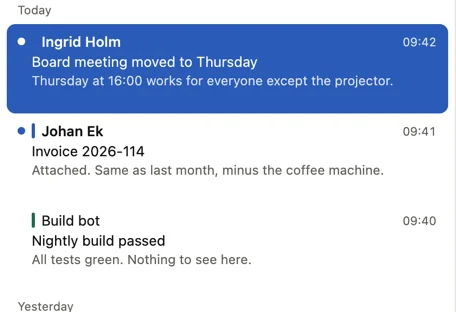 Today
Ingrid Holm 09:42
Board meeting moved to Thursday
Thursday at 16:00 works for everyone except the projector.
Johan Ek 09:41
Invoice 2026-114
Attached. Same as last month, minus the coffee machine.
Build bot 09:40
Nightly build passed
All tests green. Nothing to see here.
Yesterday